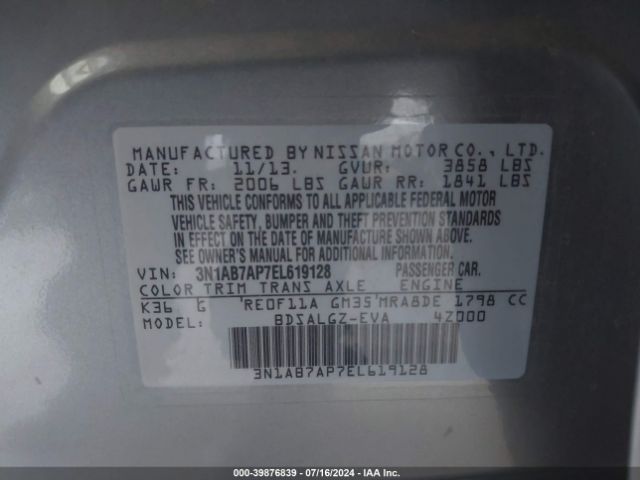 MANUFACTURED BY NISSAN MOTOR CO., LTD.
DATE: 11/13. GVWR: 3858 LBS
GAWR FR: 2006 LBS GAWR RR: 1841 LBS
THIS VEHICLE CONFORMS TO ALL APPLICABLE FEDERAL MOTOR
VEHICLE SAFETY, BUMPER AND THEFT PREVENTION STANDARDS
IN EFFECT ON THE DATE OF MANUFACTURE SHOWN ABOVE.
SEE OWNER'S MANUAL FOR ADDITIONAL INFORMATION.
VIN: 3N1AB7AP7EL619128 PASSENGER CAR.
COLOR TRIM TRANS AXLE ENGINE
K36 G 'RE0F11A GM35'MRA8DE 1798 CC
MODEL: BDSALGZ-EVA 4Z000
3N1AB7AP7EL619128
000-39876839 | 07/16/2024 - IAA Inc.